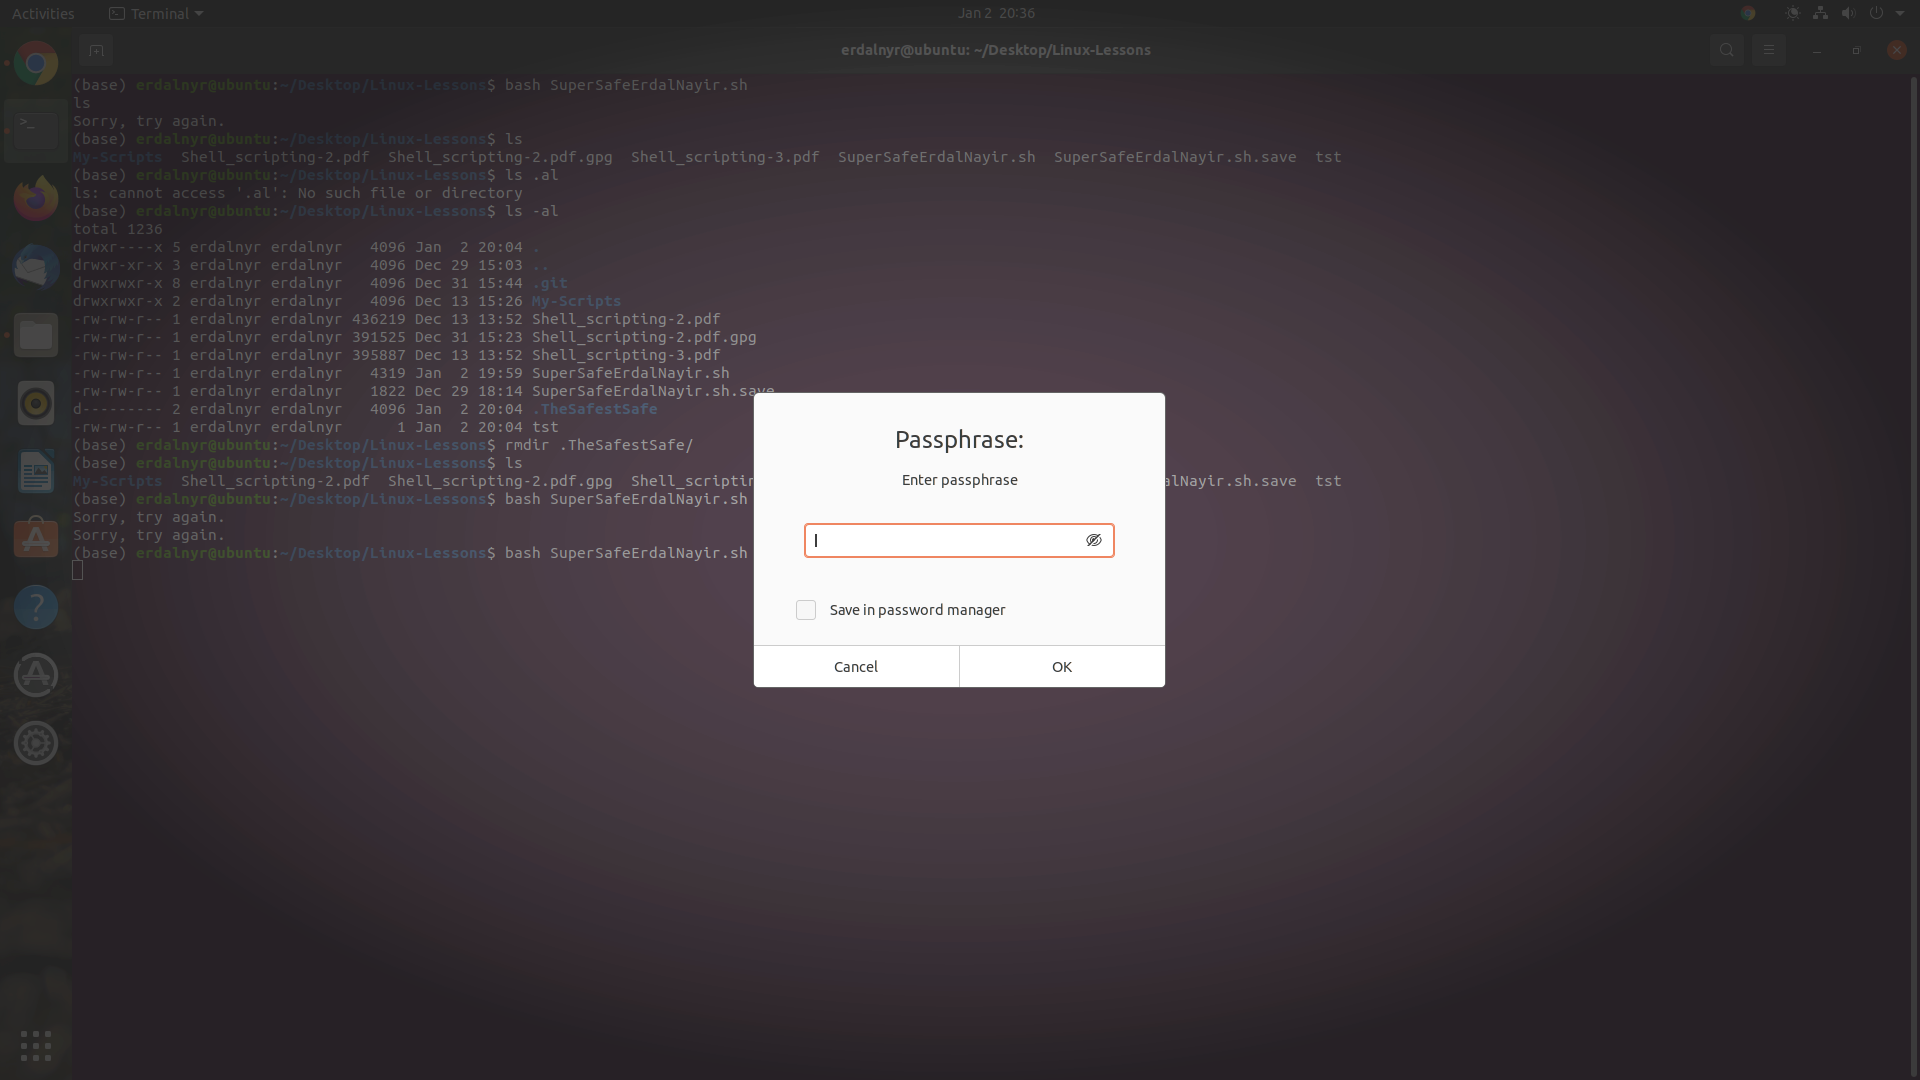 Activities Terminal Jan 2 20:36
erdalnyr@ubuntu: ~/Desktop/Linux-Lessons
(base) erdalnyr@ubuntu:~/Desktop/Linux-Lessons$ bash SuperSafeErdalNayir.sh
ls
Sorry, try again.
(base) erdalnyr@ubuntu:~/Desktop/Linux-Lessons$ ls
My-Scripts Shell_scripting-2.pdf Shell_scripting-2.pdf.gpg Shell_scripting-3.pdf SuperSafeErdalNayir.sh SuperSafeErdalNayir.sh.save tst
(base) erdalnyr@ubuntu:~/Desktop/Linux-Lessons$ ls .al
ls: cannot access '.al': No such file or directory
(base) erdalnyr@ubuntu:~/Desktop/Linux-Lessons$ ls -al
total 1236
drwxr----x 5 erdalnyr erdalnyr 4096 Jan 2 20:04 .
drwxr-xr-x 3 erdalnyr erdalnyr 4096 Dec 29 15:03 ..
drwxrwxr-x 8 erdalnyr erdalnyr 4096 Dec 31 15:44 .git
drwxrwxr-x 2 erdalnyr erdalnyr 4096 Dec 13 15:26 My-Scripts
-rw-rw-r-- 1 erdalnyr erdalnyr 436219 Dec 13 13:52 Shell_scripting-2.pdf
-rw-rw-r-- 1 erdalnyr erdalnyr 391525 Dec 31 15:23 Shell_scripting-2.pdf.gpg
-rw-rw-r-- 1 erdalnyr erdalnyr 395887 Dec 13 13:52 Shell_scripting-3.pdf
-rw-rw-r-- 1 erdalnyr erdalnyr 4319 Jan 2 19:59 SuperSafeErdalNayir.sh
-rw-rw-r-- 1 erdalnyr erdalnyr 1822 Dec 29 18:14 SuperSafeErdalNayir.sh.save
d--------- 2 erdalnyr erdalnyr 4096 Jan 2 20:04 .TheSafestSafe
-rw-rw-r-- 1 erdalnyr erdalnyr 1 Jan 2 20:04 tst
(base) erdalnyr@ubuntu:~/Desktop/Linux-Lessons$ rmdir .TheSafestSafe/
(base) erdalnyr@ubuntu:~/Desktop/Linux-Lessons$ ls
My-Scripts Shell_scripting-2.pdf Shell_scripting-2.pdf.gpg Shell_scripting alNayir.sh.save tst
(base) erdalnyr@ubuntu:~/Desktop/Linux-Lessons$ bash SuperSafeErdalNayir.sh
Sorry, try again.
Sorry, try again.
(base) erdalnyr@ubuntu:~/Desktop/Linux-Lessons$ bash SuperSafeErdalNayir.sh
Passphrase:
Enter passphrase
Save in password manager
Cancel OK